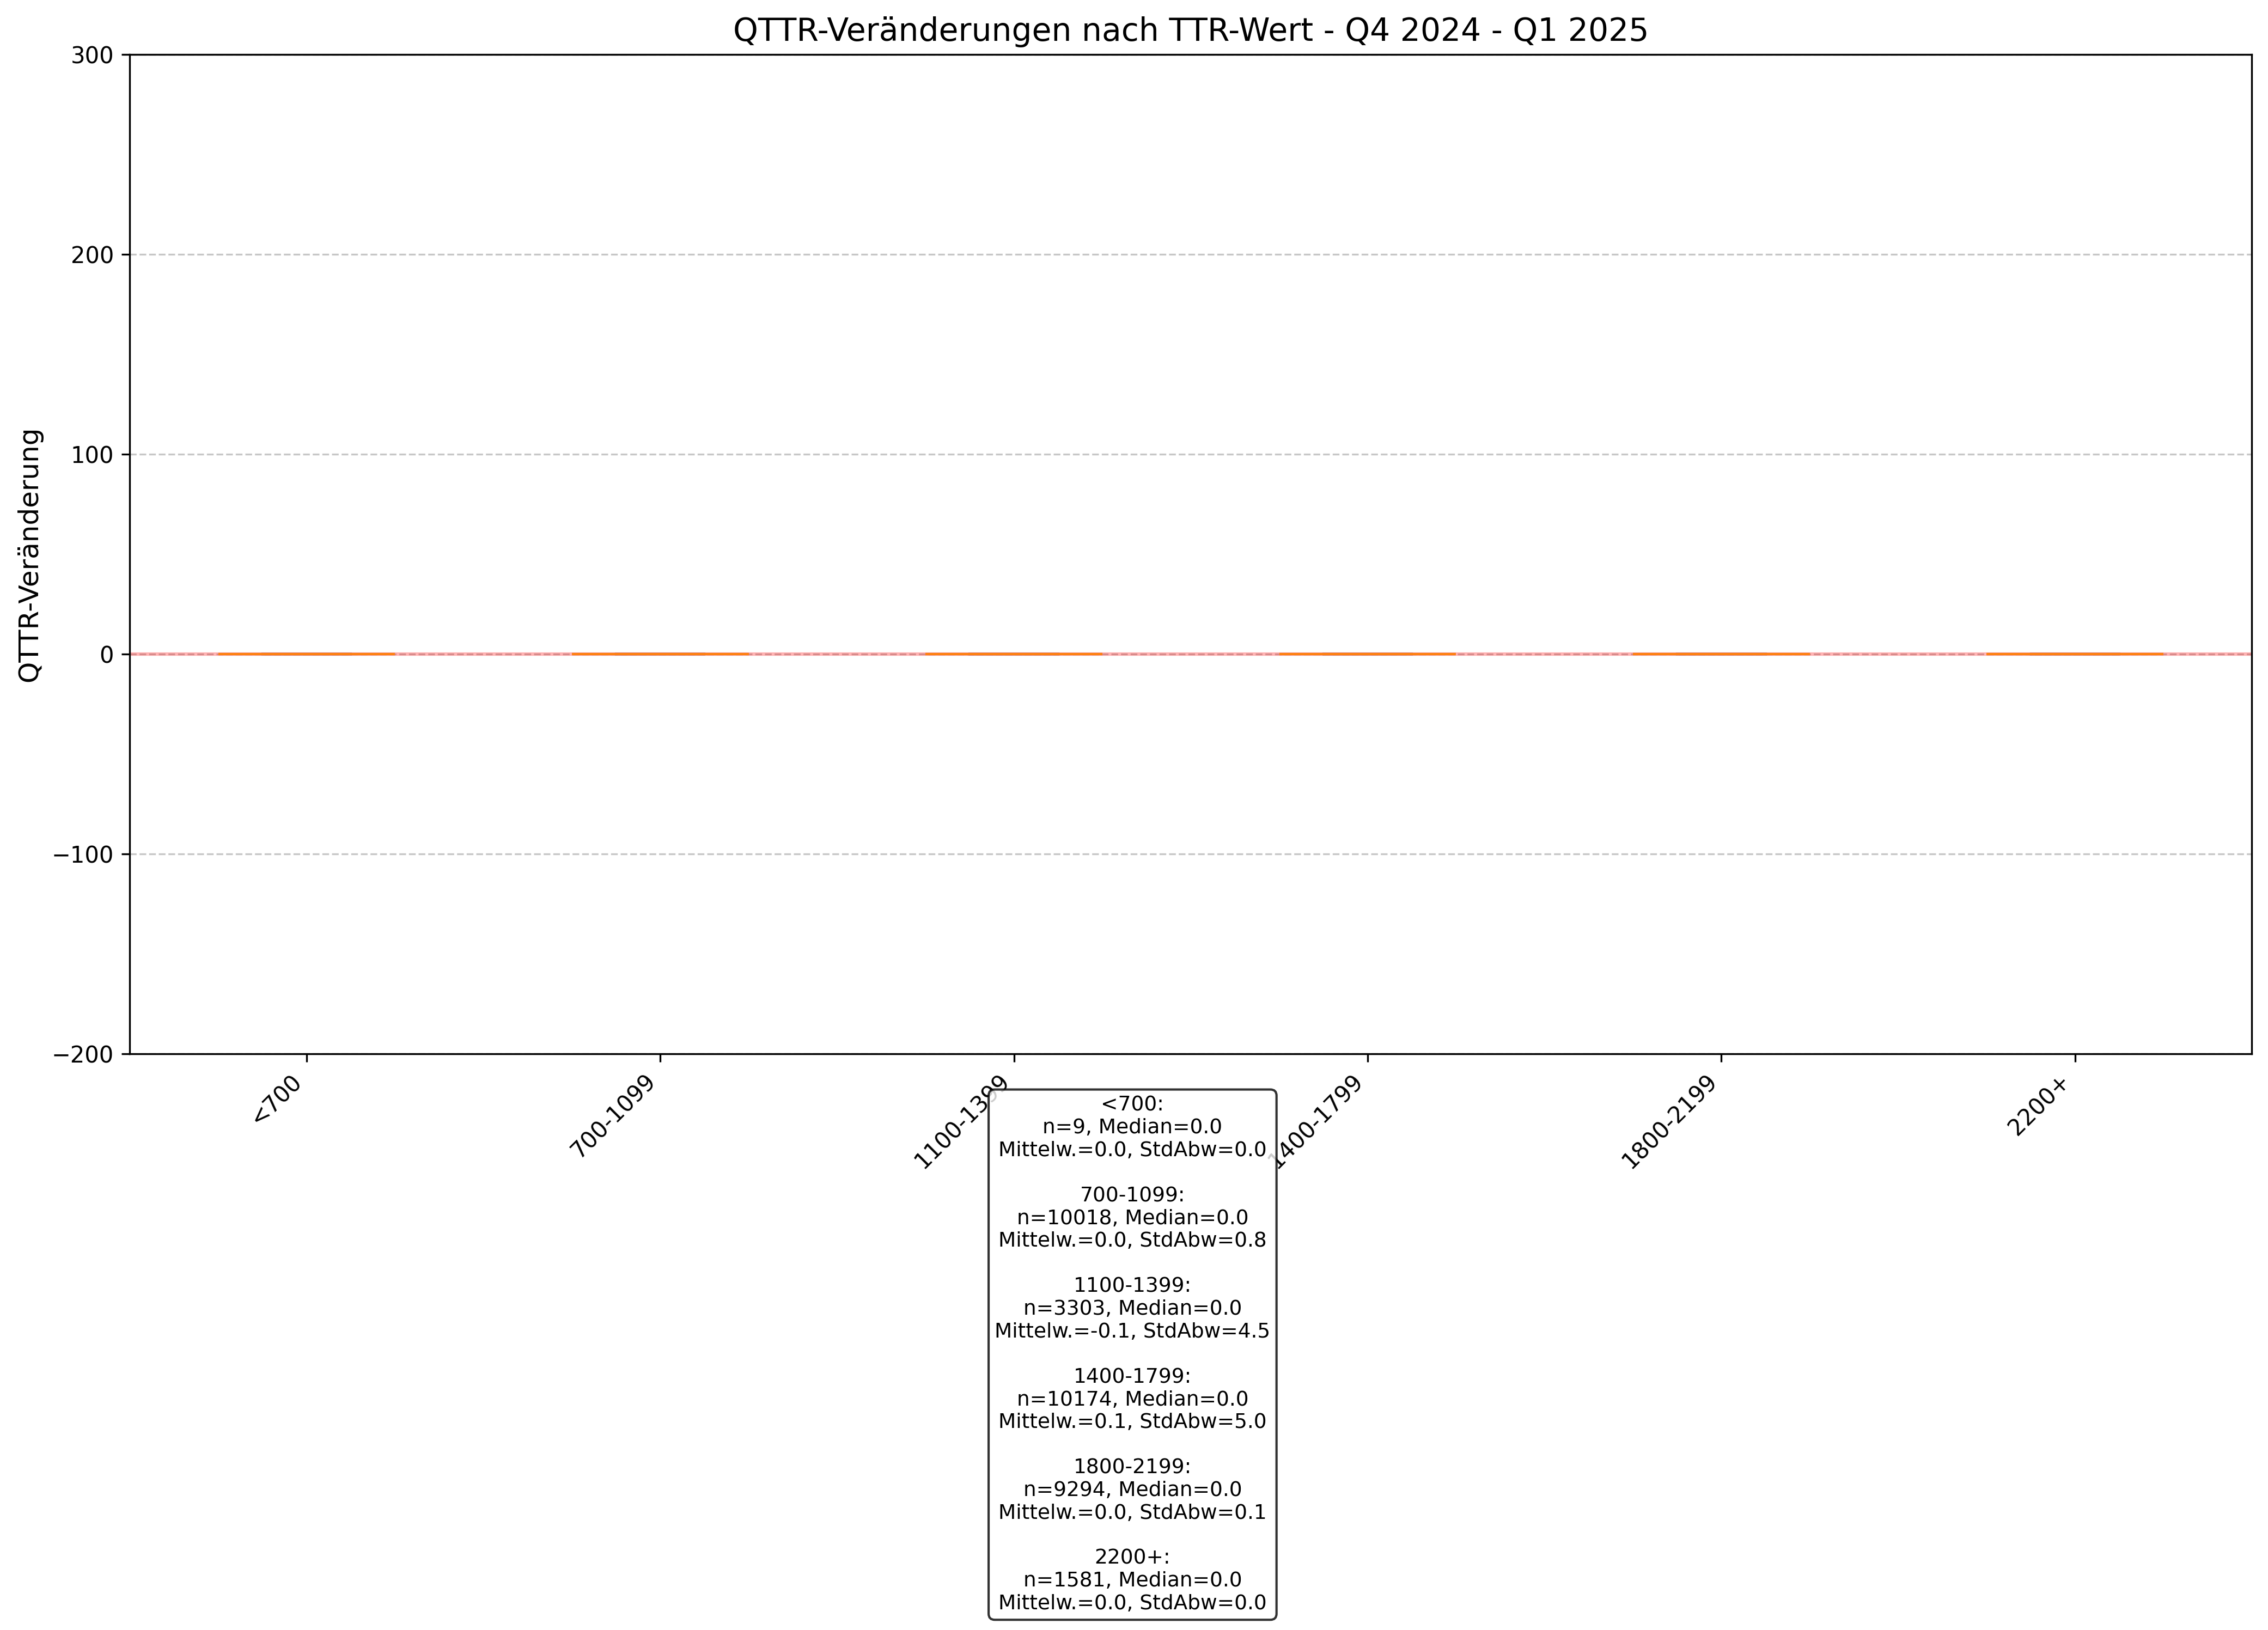 QTTR-Veränderungen nach TTR-Wert - Q4 2024 - Q1 2025
300
200
100
0
−100
−200
QTTR-Veränderung
<700
700-1099
1100-1399
1400-1799
1800-2199
2200+
<700:
n=9, Median=0.0
Mittelw.=0.0, StdAbw=0.0
700-1099:
n=10018, Median=0.0
Mittelw.=0.0, StdAbw=0.8
1100-1399:
n=3303, Median=0.0
Mittelw.=-0.1, StdAbw=4.5
1400-1799:
n=10174, Median=0.0
Mittelw.=0.1, StdAbw=5.0
1800-2199:
n=9294, Median=0.0
Mittelw.=0.0, StdAbw=0.1
2200+:
n=1581, Median=0.0
Mittelw.=0.0, StdAbw=0.0